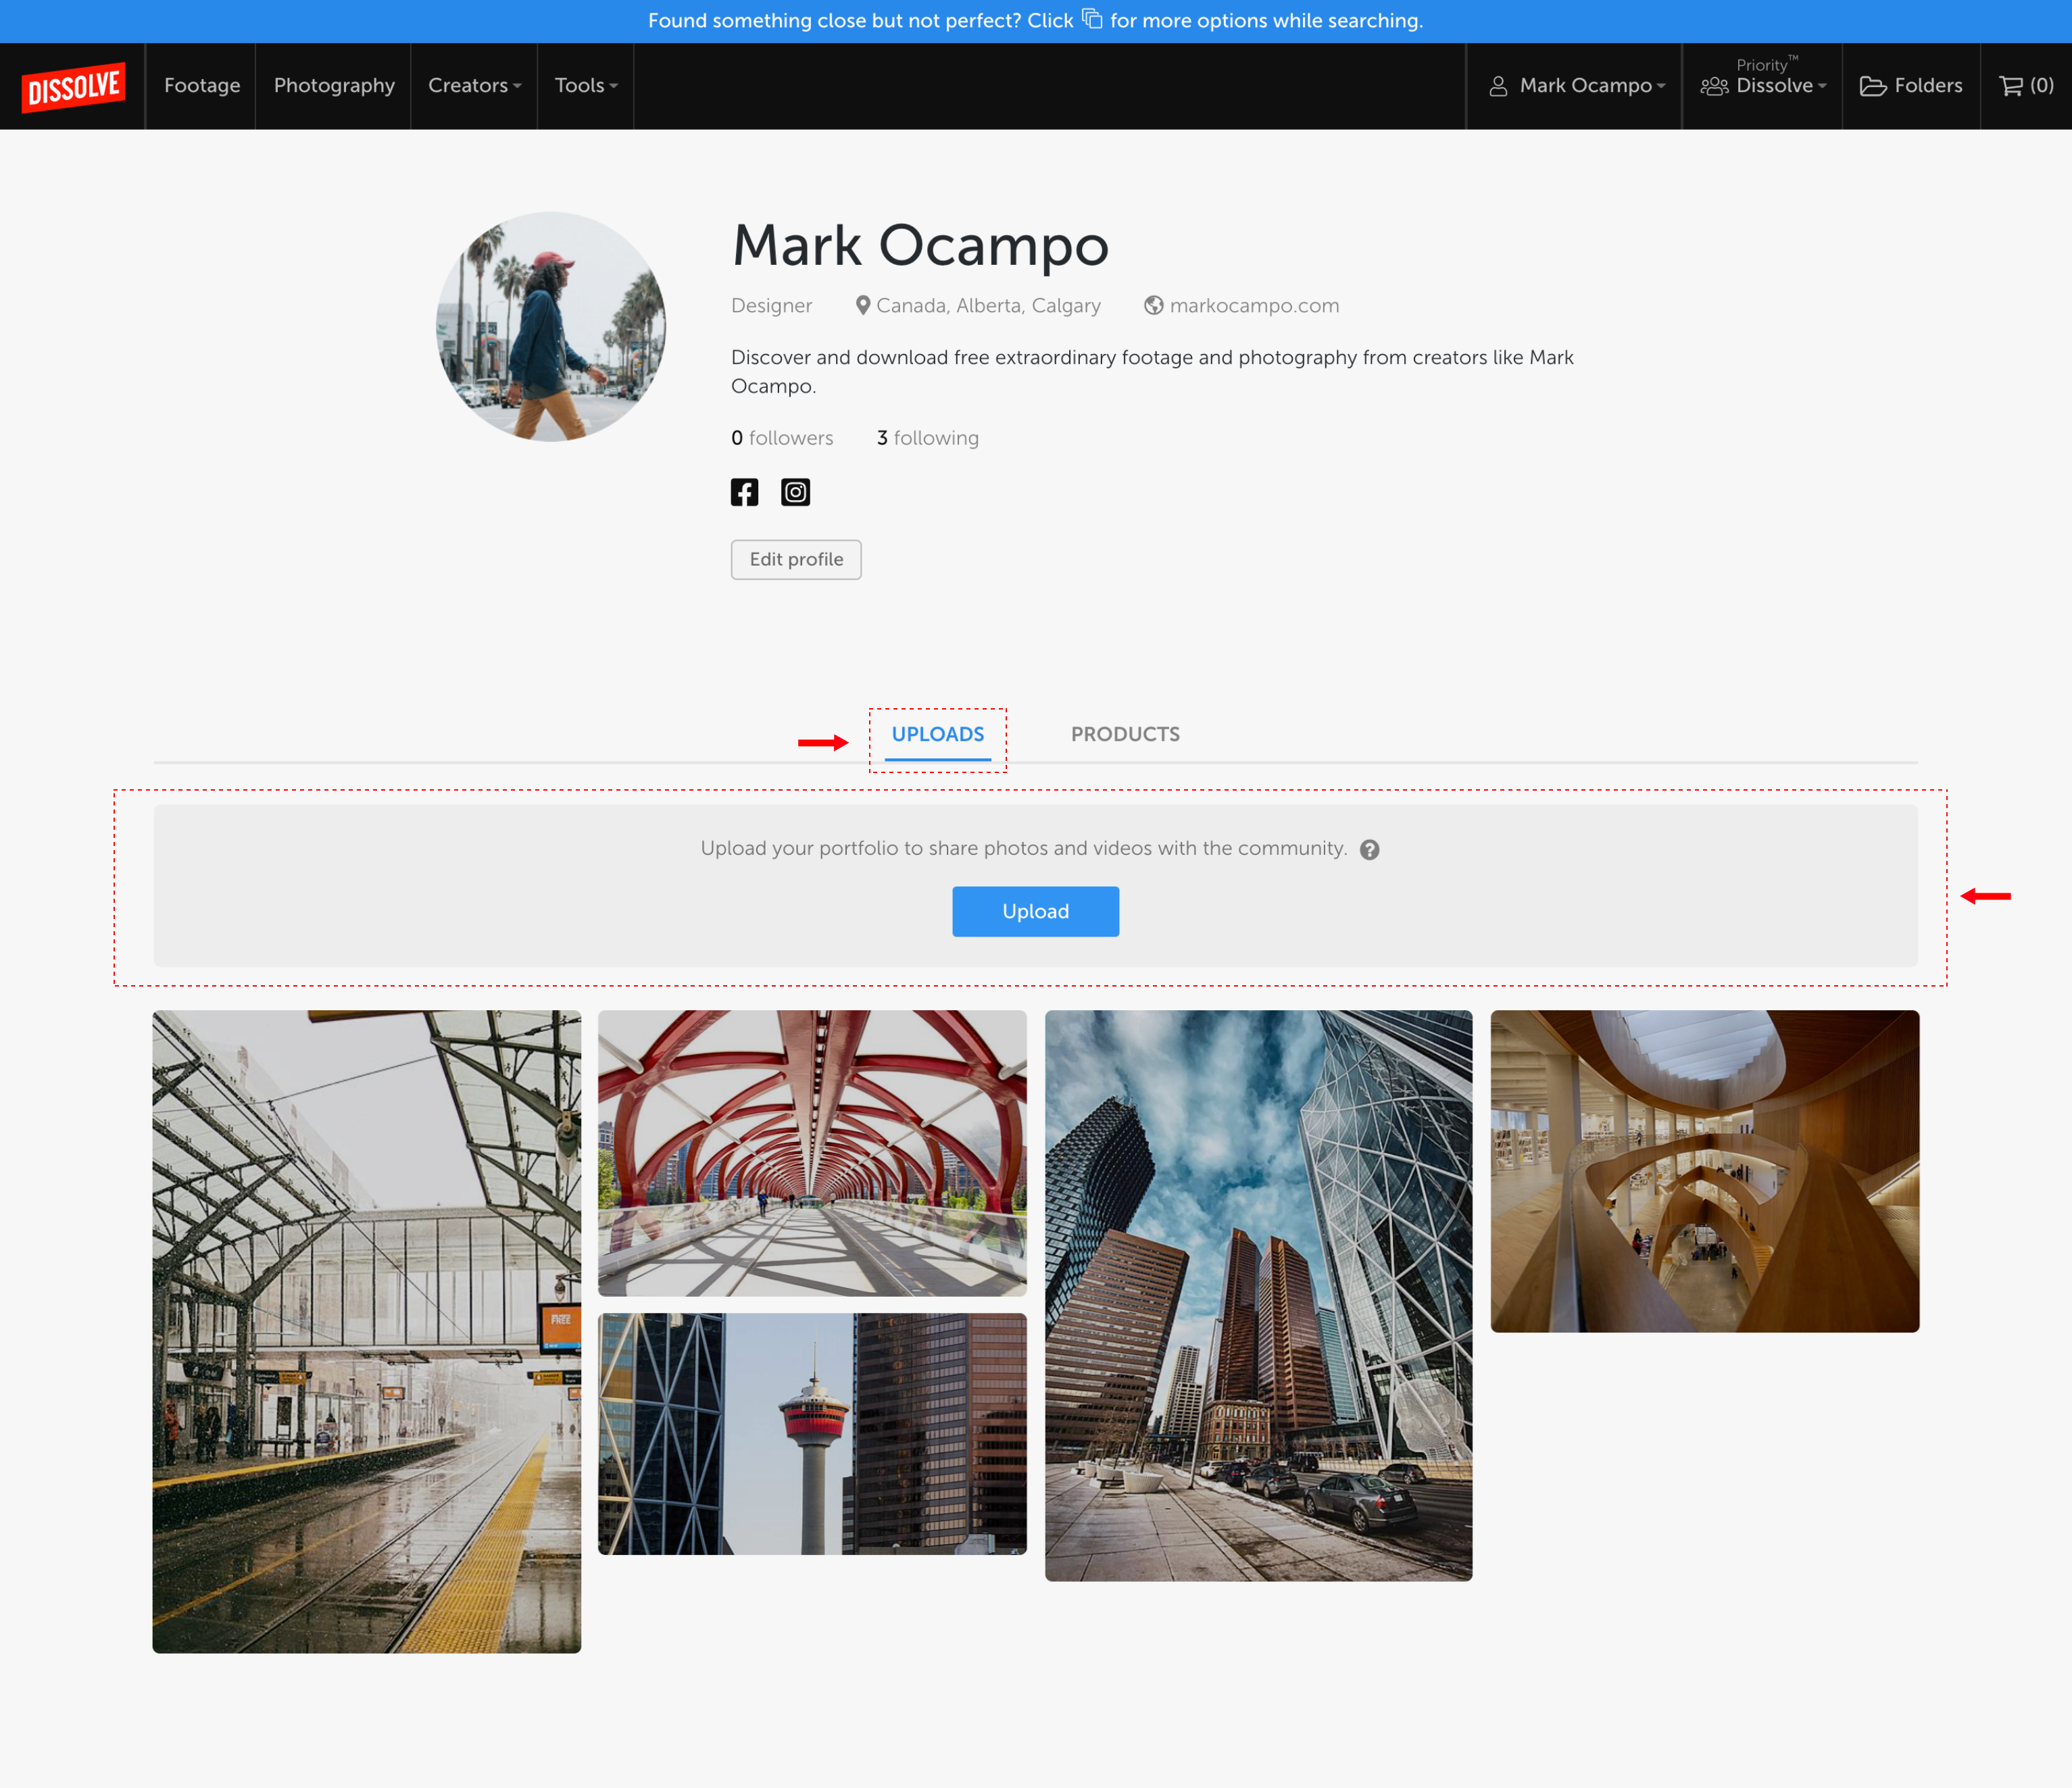 Found something close but not perfect? Click for more options while searching.
DISSOLVE
Footage
Photography
Creators
Tools
Mark Ocampo
Priority™
Dissolve
Folders
(0)
Mark Ocampo
Designer
Canada, Alberta, Calgary
markocampo.com
Discover and download free extraordinary footage and photography from creators like Mark
Ocampo.
0 followers
3 following
Edit profile
UPLOADS
PRODUCTS
Upload your portfolio to share photos and videos with the community. ?
Upload
FREE